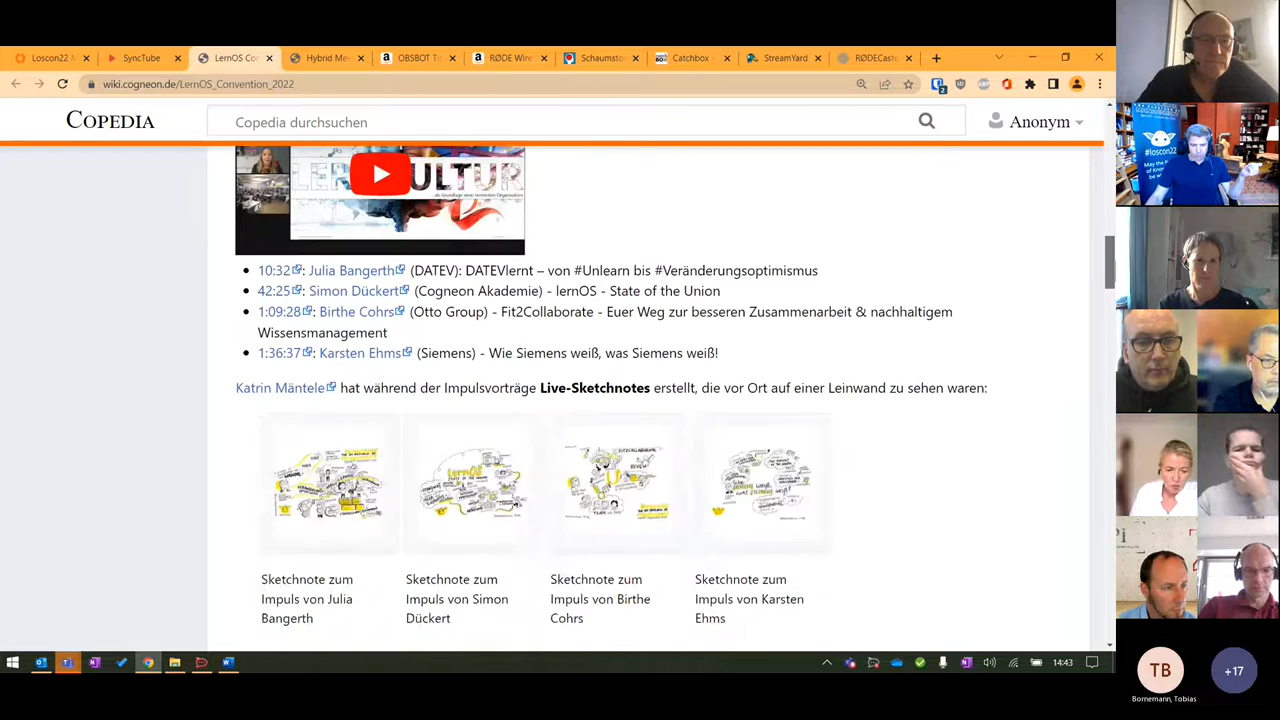 Loscon22 M
SyncTube
LernOS Co
Hybrid Me
OBSBOT Ti
RØDE Wire
Schaumsto
Catchbox -
StreamYard
RØDECaste
wiki.cogneon.de/LernOS_Convention_2022
COPEDIA
Copedia durchsuchen
Anonym
LERNKULTUR
10:32: Julia Bangerth (DATEV): DATEVlernt – von #Unlearn bis #Veränderungsoptimismus
42:25: Simon Dückert (Cogneon Akademie) - lernOS - State of the Union
1:09:28: Birthe Cohrs (Otto Group) - Fit2Collaborate - Euer Weg zur besseren Zusammenarbeit & nachhaltigem
Wissensmanagement
1:36:37: Karsten Ehms (Siemens) - Wie Siemens weiß, was Siemens weiß!
Katrin Mäntele hat während der Impulsvorträge Live-Sketchnotes erstellt, die vor Ort auf einer Leinwand zu sehen waren:
Sketchnote zum
Impuls von Julia
Bangerth
Sketchnote zum
Impuls von Simon
Dückert
Sketchnote zum
Impuls von Birthe
Cohrs
Sketchnote zum
Impuls von Karsten
Ehms
14:43
#loscon22
TB
+17
Bornemann, Tobias